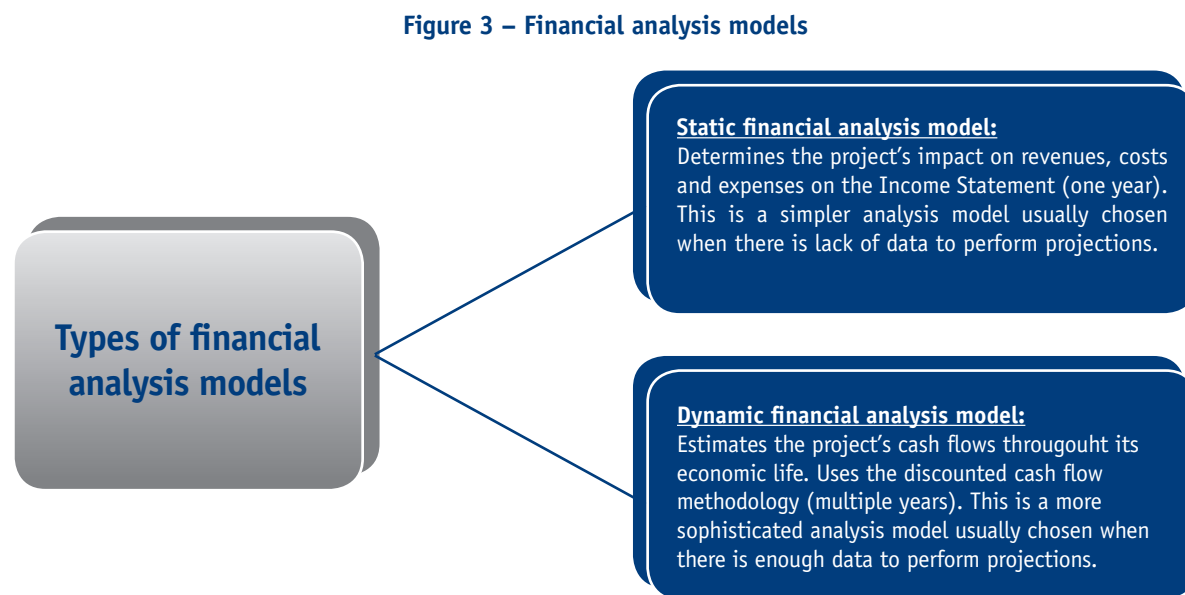 Figure 3 – Financial analysis models
Types of financial
analysis models
Static financial analysis model:
Determines the project's impact on revenues, costs
and expenses on the Income Statement (one year).
This is a simpler analysis model usually chosen
when there is lack of data to perform projections.
Dynamic financial analysis model:
Estimates the project's cash flows througouht its
economic life. Uses the discounted cash flow
methodology (multiple years). This is a more
sophisticated analysis model usually chosen when
there is enough data to perform projections.